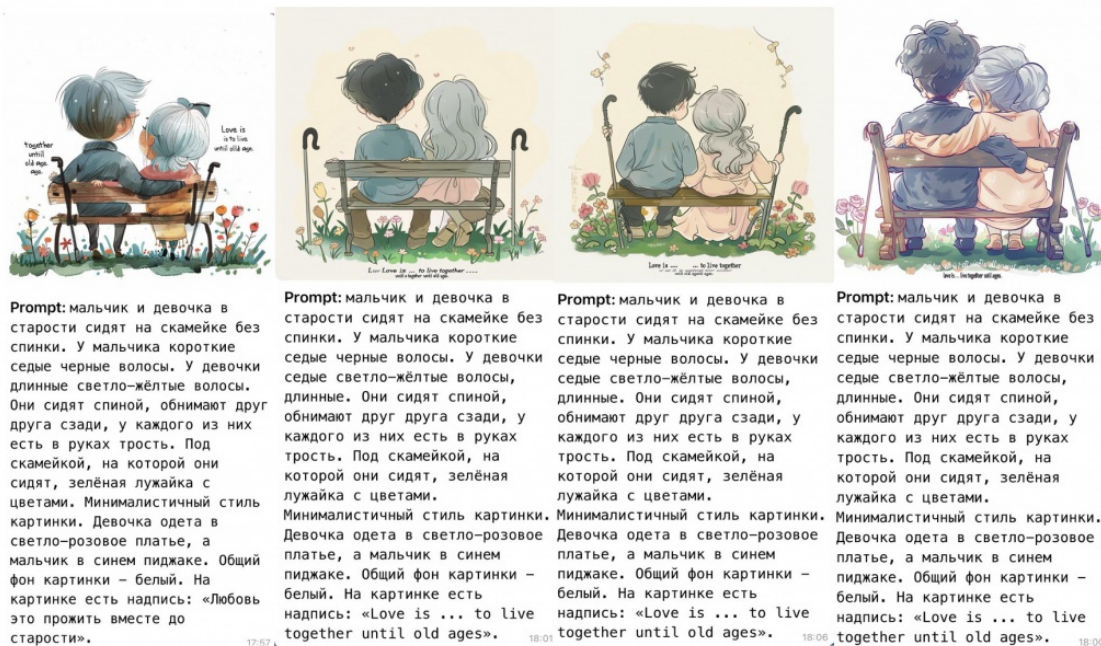 together
until
old age.
age.
Love is
is to live
until alld age.
Prompt: мальчик и девочка в
старости сидят на скамейке без
спинки. У мальчика короткие
седые черные волосы. У девочки
длинные светло-жёлтые волосы.
Они сидят спиной, обнимают друг
друга сзади, у каждого из них
есть в руках трость. Под
скамейкой, на которой они
сидят, зелёная лужайка с
цветами. Минималистичный стиль
картинки. Девочка одета в
светло-розовое платье, а
мальчик в синем пиджаке. Общий
фон картинки – белый. На
картинке есть надпись: «Любовь
это прожить вместе до
старости».
17:57
Love is ... to live together .....
together until old age.
Prompt: мальчик и девочка в
старости сидят на скамейке без
спинки. У мальчика короткие
седые черные волосы. У девочки
седые светло-жёлтые волосы,
длинные. Они сидят спиной,
обнимают друг друга сзади, у
каждого из них есть в руках
трость. Под скамейкой, на
которой они сидят, зелёная
лужайка с цветами.
Минималистичный стиль картинки.
Девочка одета в светло-розовое
платье, а мальчик в синем
пиджаке. Общий фон картинки –
белый. На картинке есть
надпись: «Love is ... to live
together until old ages».
18:01
Love is .... ... to live together
Prompt: мальчик и девочка в
старости сидят на скамейке без
спинки. У мальчика короткие
седые черные волосы. У девочки
седые светло-жёлтые волосы,
длинные. Они сидят спиной,
обнимают друг друга сзади, у
каждого из них есть в руках
трость. Под скамейкой, на
которой они сидят, зелёная
лужайка с цветами.
Минималистичный стиль картинки.
Девочка одета в светло-розовое
платье, а мальчик в синем
пиджаке. Общий фон картинки –
белый. На картинке есть
надпись: «Love is ... to live
together until old ages».
18:06
love is... live together until ages.
Prompt: мальчик и девочка в
старости сидят на скамейке без
спинки. У мальчика короткие
седые черные волосы. У девочки
седые светло-жёлтые волосы,
длинные. Они сидят спиной,
обнимают друг друга сзади, у
каждого из них есть в руках
трость. Под скамейкой, на
которой они сидят, зелёная
лужайка с цветами.
Минималистичный стиль картинки.
Девочка одета в светло-розовое
платье, а мальчик в синем
пиджаке. Общий фон картинки –
белый. На картинке есть
надпись: «Love is ... to live
together until old ages».
18:00